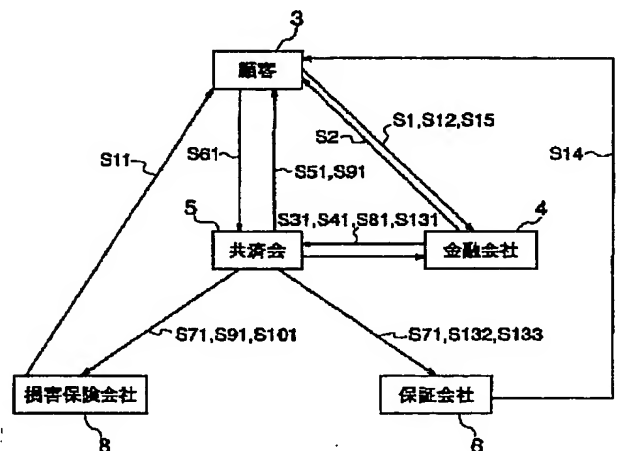 3
顧客
S1,S12,S15
S2
S11
S61
S14
S51,S91
5
S31,S41,S81,S131
4
共済会
金融会社
S71,S91,S101
S71,S132,S133
損害保険会社
保証会社
8
6